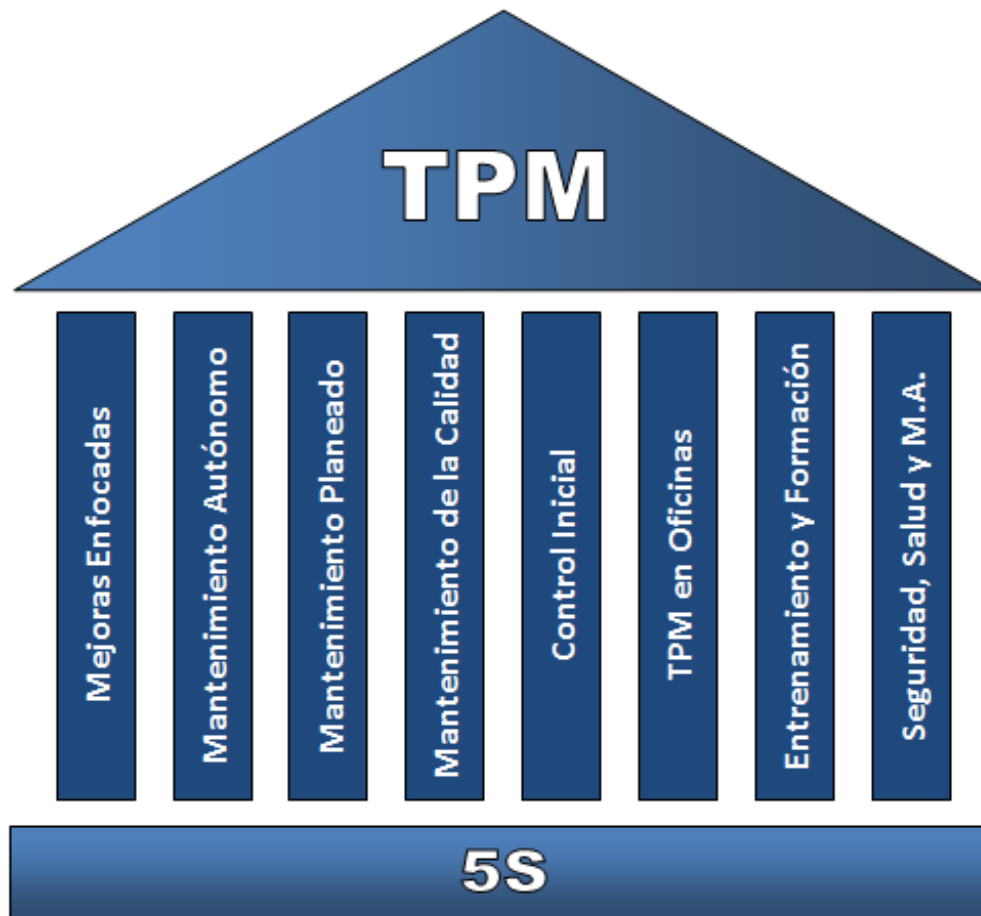 TPM
Mejoras Enfocadas
Mantenimiento Autónomo
Mantenimiento Planeado
Mantenimiento de la Calidad
Control Inicial
TPM en Oficinas
Entrenamiento y Formación
Seguridad, Salud y M.A.
5S